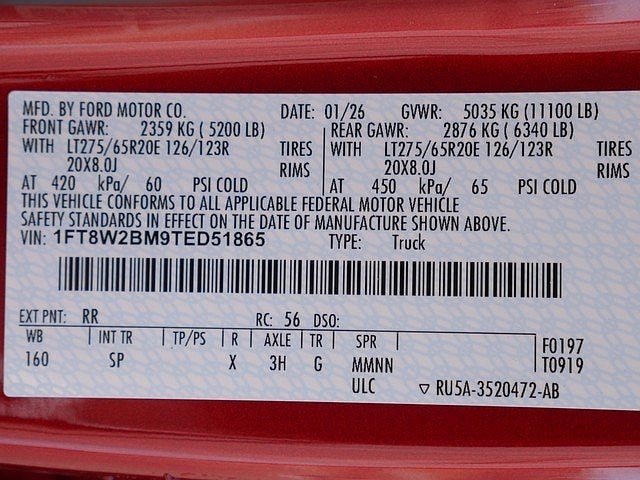 MFD. BY FORD MOTOR CO. DATE: 01/26 GVWR: 5035 KG (11100 LB)
FRONT GAWR: 2359 KG ( 5200 LB) REAR GAWR: 2876 KG ( 6340 LB)
WITH LT275/65R20E 126/123R TIRES WITH LT275/65R20E 126/123R TIRES
20X8.0J RIMS 20X8.0J RIMS
AT 420 kPa/ 60 PSI COLD AT 450 kPa/ 65 PSI COLD
THIS VEHICLE CONFORMS TO ALL APPLICABLE FEDERAL MOTOR VEHICLE
SAFETY STANDARDS IN EFFECT ON THE DATE OF MANUFACTURE SHOWN ABOVE.
VIN: 1FT8W2BM9TED51865 TYPE: Truck
EXT PNT: RR RC: 56 DSO:
WB INT TR TP/PS R AXLE TR SPR F0197
160 SP X 3H G MMNN T0919
ULC ▽ RU5A-3520472-AB